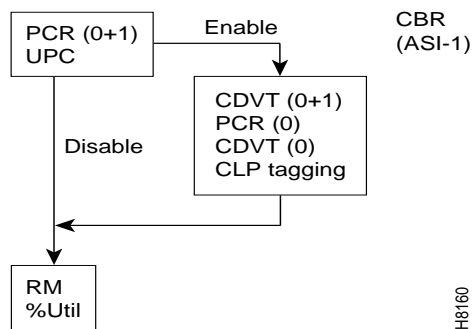 PCR (0+1)
UPC
Enable
CBR
(ASI-1)
CDVT (0+1)
PCR (0)
CDVT (0)
CLP tagging
Disable
RM
%Util
H8160